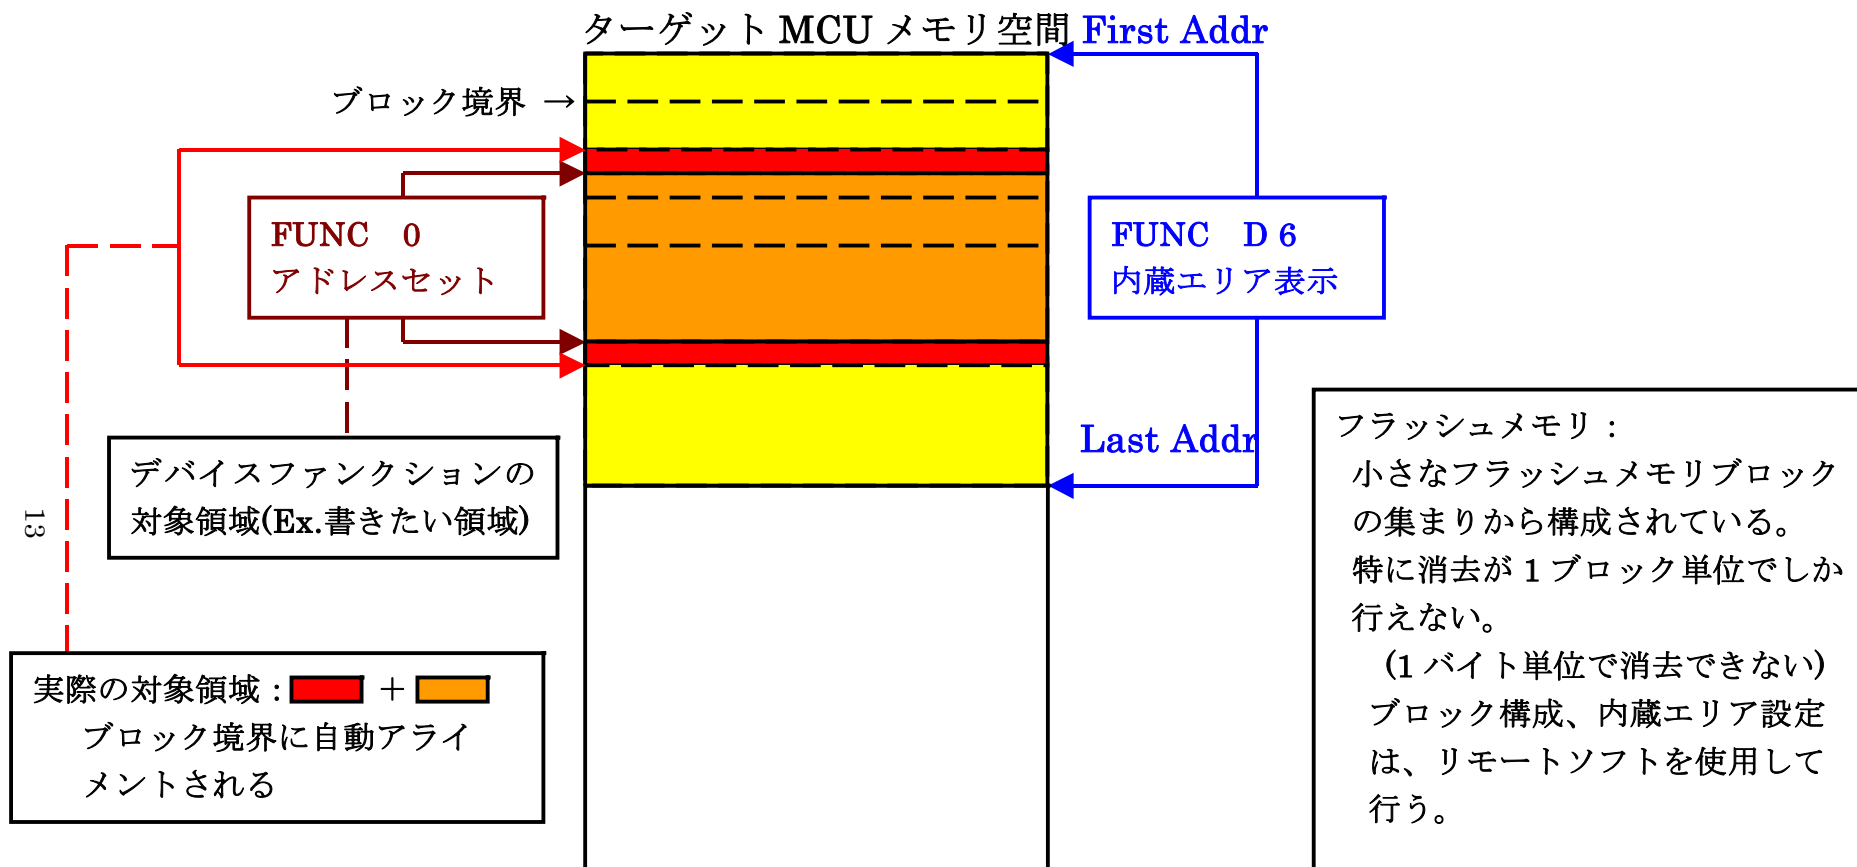 ターゲット MCU メモリ空間
First Addr
ブロック境界 →
FUNC　0
アドレスセット
FUNC　D 6
内蔵エリア表示
Last Addr
デバイスファンクションの
対象領域(Ex.書きたい領域)
13
実際の対象領域 : ＋
ブロック境界に自動アライ
メントされる
フラッシュメモリ :
小さなフラッシュメモリブロック
の集まりから構成されている。
特に消去が 1 ブロック単位でしか
行えない。
(1 バイト単位で消去できない)
ブロック構成、内蔵エリア設定
は、リモートソフトを使用して
行う。